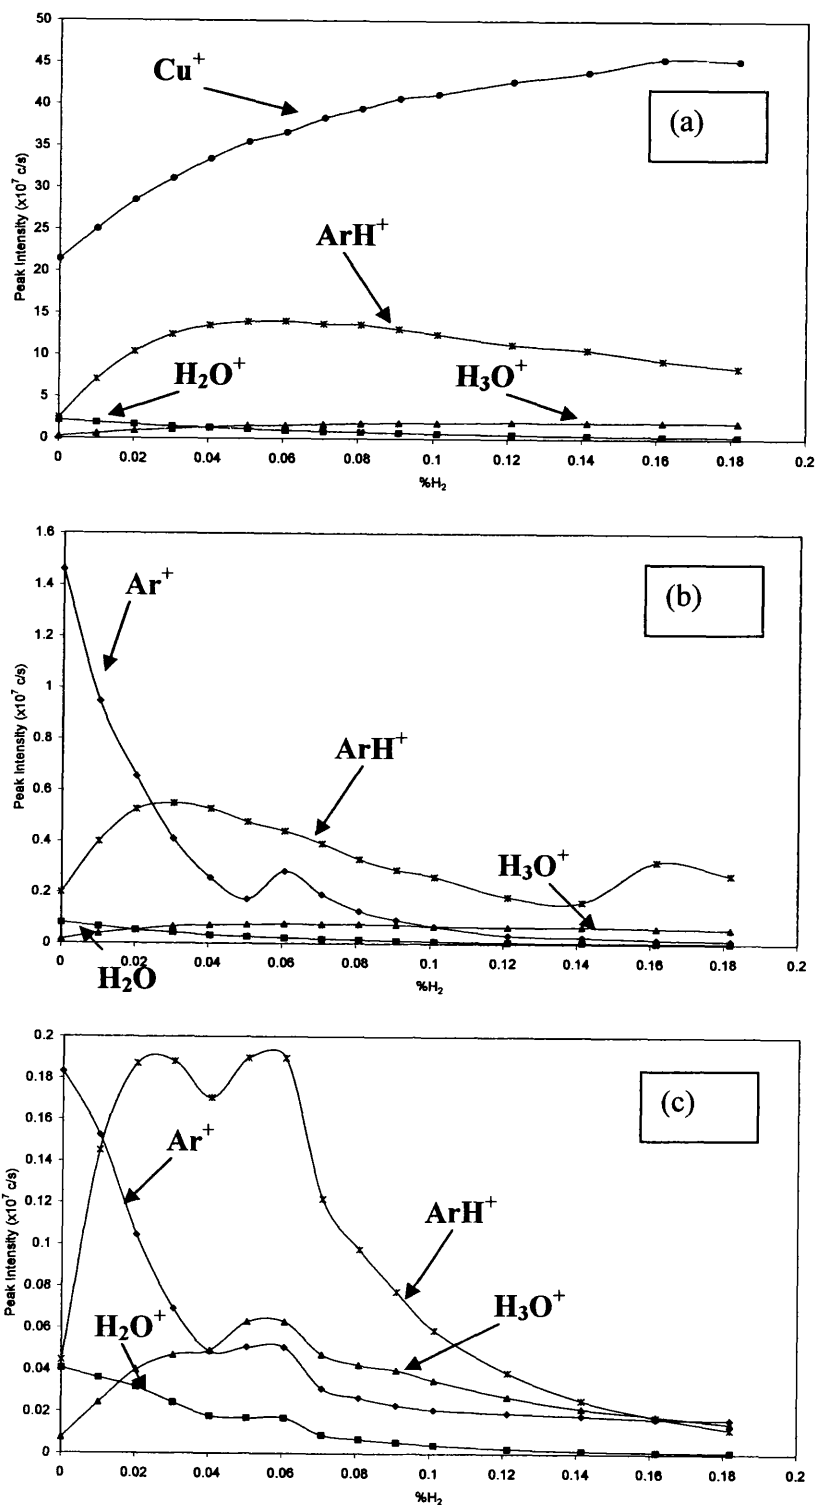 50
45
40
35
30
25
20
15
10
5
0
Peak Intensity (x10⁷ c/s)
Cu⁺
(a)
ArH⁺
H₂O⁺
H₃O⁺
0 0.02 0.04 0.06 0.08 0.1 0.12 0.14 0.16 0.18 0.2
%H₂
1.6
1.4
1.2
1
0.8
0.6
0.4
0.2
0
Peak Intensity (x10⁷ c/s)
Ar⁺
(b)
ArH⁺
H₃O⁺
H₂O
0 0.02 0.04 0.06 0.08 0.1 0.12 0.14 0.16 0.18 0.2
%H₂
0.2
0.18
0.16
0.14
0.12
0.1
0.08
0.06
0.04
0.02
0
Peak Intensity (x10⁷ c/s)
(c)
Ar⁺
ArH⁺
H₃O⁺
H₂O⁺
0 0.02 0.04 0.06 0.08 0.1 0.12 0.14 0.16 0.18 0.2
%H₂